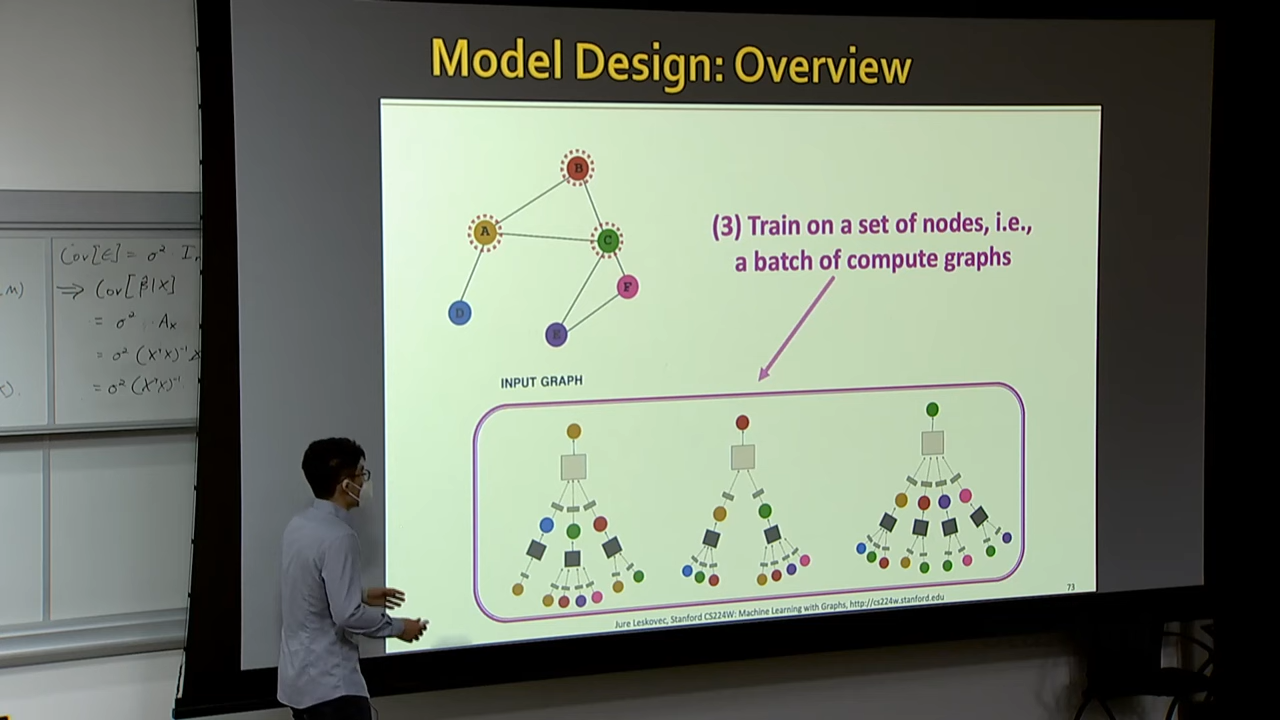 Model Design: Overview
B
A
C
F
D
E
(3) Train on a set of nodes, i.e.,
a batch of compute graphs
INPUT GRAPH
73
Jure Leskovec, Stanford CS224W: Machine Learning with Graphs, http://cs224w.stanford.edu
Cov[ε] = σ² I
⇒ Cov[β̂|X]
= σ² Aₓ
= σ² (X'X)⁻¹
= σ² (X'X)⁻¹